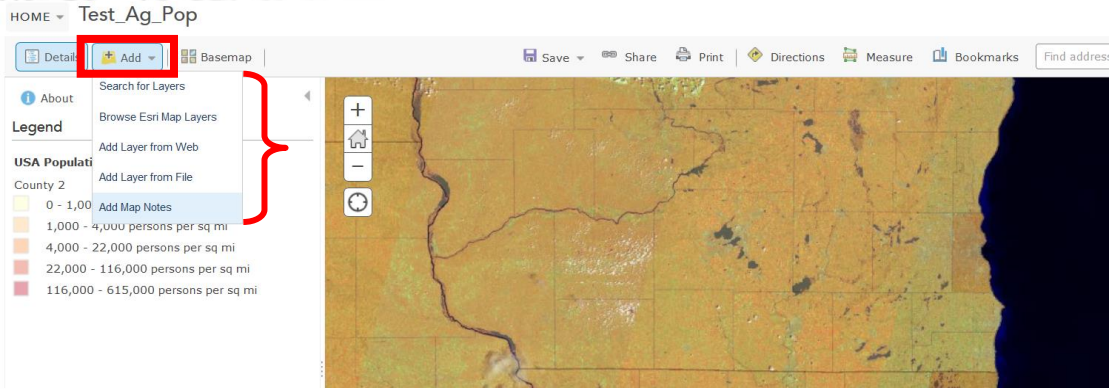 HOME Test_Ag_Pop
Details Add Basemap Save Share Print Directions Measure Bookmarks Find address
About
Search for Layers
Browse Esri Map Layers
Legend
Add Layer from Web
USA Populati
Add Layer from File
County 2
0 - 1,00
Add Map Notes
1,000 - 4,000 persons per sq mi
4,000 - 22,000 persons per sq mi
22,000 - 116,000 persons per sq mi
116,000 - 615,000 persons per sq mi